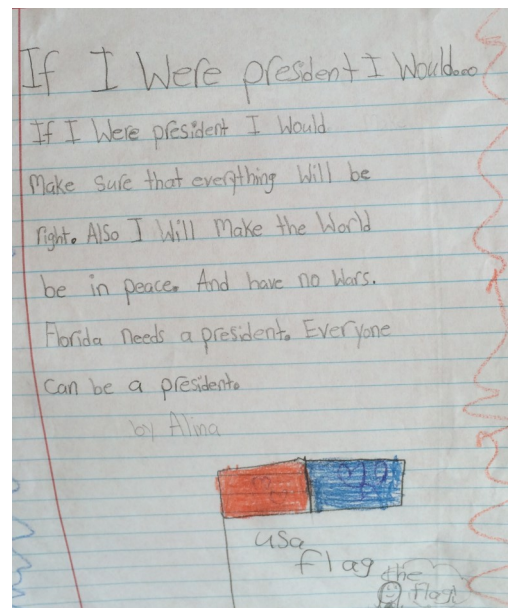 If I Were president I Would...
If I Were president I Would
Make sure that everything Will be
right. Also I Will Make the World
be in peace. And have no Wars.
Florida Needs a president. Everyone
Can be a president.
by Alina
usa
flag
the
flag